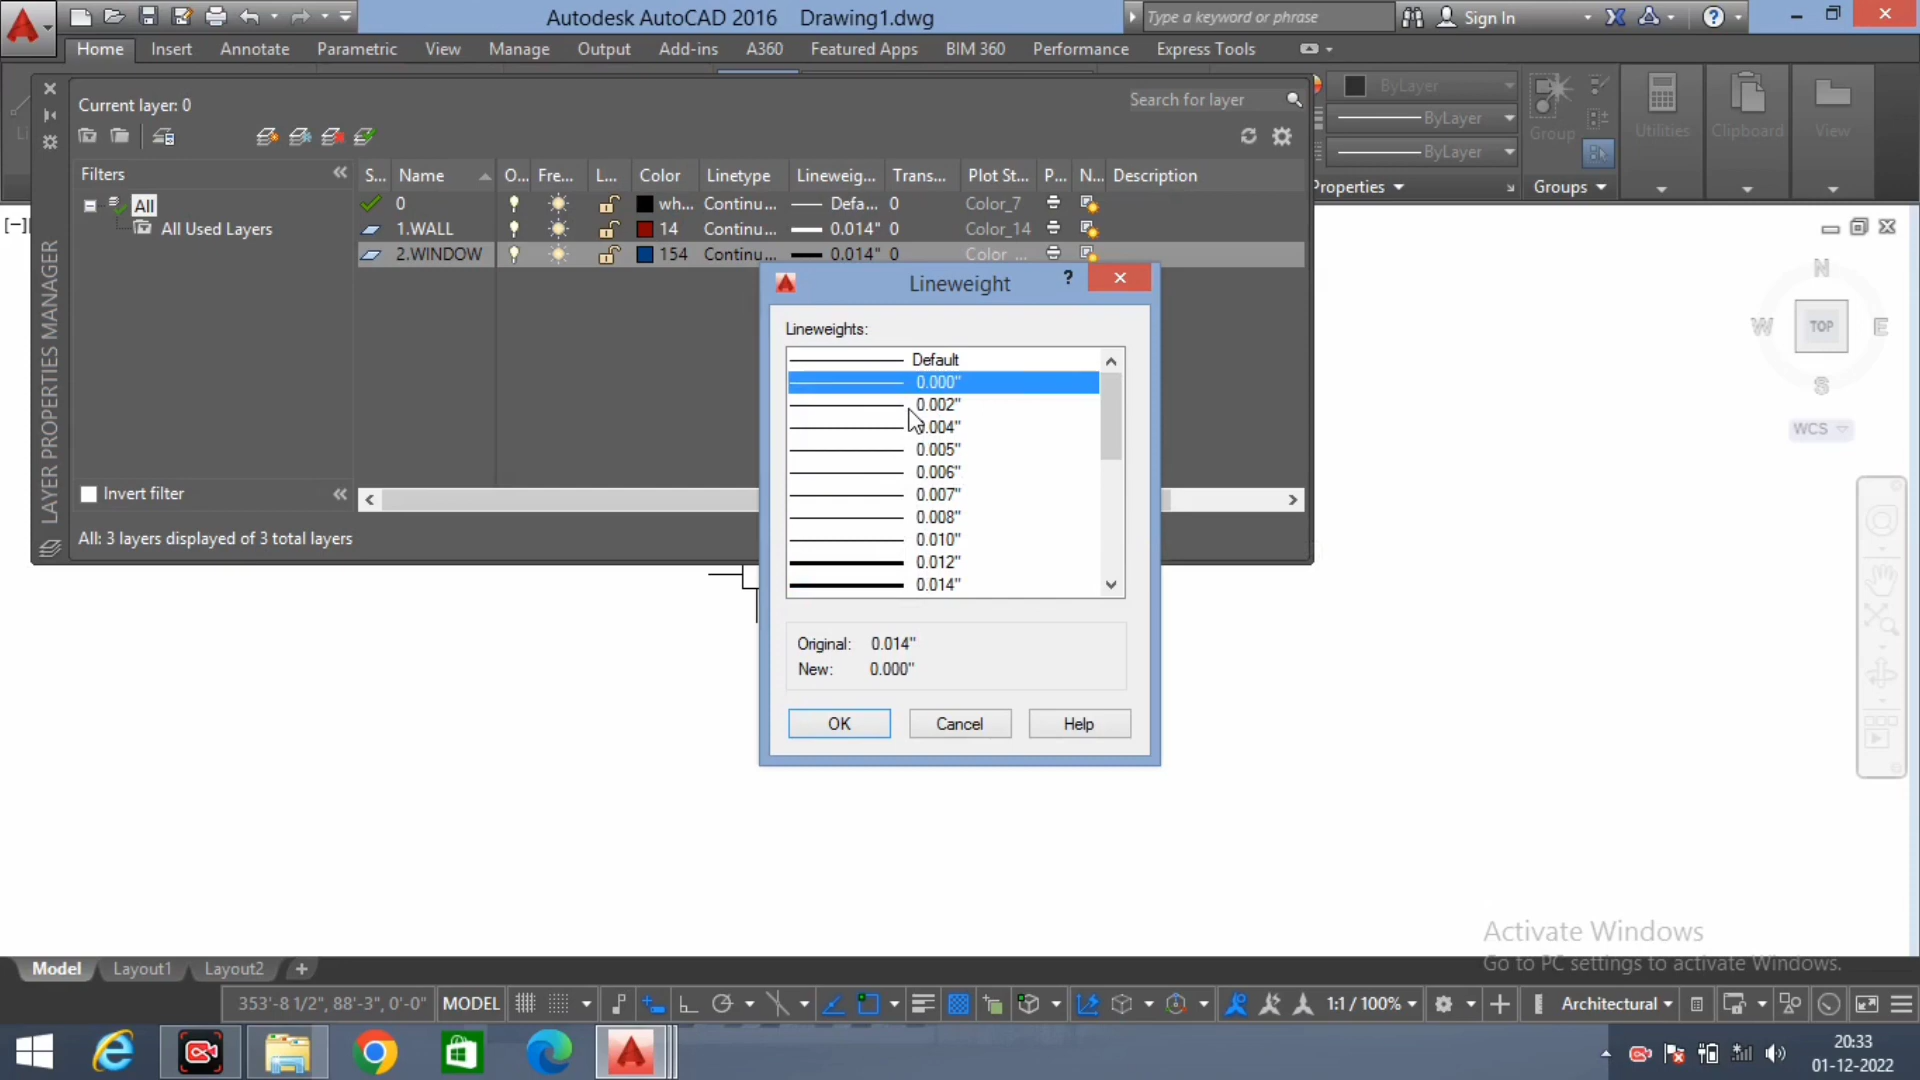 Autodesk AutoCAD 2016 Drawing1.dwg
Type a keyword or phrase
Sign In
Home Insert Annotate Parametric View Manage Output Add-ins A360 Featured Apps BIM 360 Performance Express Tools
Current layer: 0
Search for layer
ByLayer
ByLayer
ByLayer
Group
Utilities
Clipboard
View
Properties
Groups
Filters
S... Name O... Fre... L... Color Linetype Lineweig... Trans... Plot St... P... N... Description
All
All Used Layers
0 wh... Continu... Defa... 0 Color_7
1.WALL 14 Continu... 0.014" 0 Color_14
2.WINDOW 154 Continu... 0.014" 0 Color ...
LAYER PROPERTIES MANAGER
Invert filter
All: 3 layers displayed of 3 total layers
[−]
Lineweight
?
Lineweights:
Default
0.000"
0.002"
0.004"
0.005"
0.006"
0.007"
0.008"
0.010"
0.012"
0.014"
Original: 0.014"
New: 0.000"
OK Cancel Help
N
W TOP E
S
WCS
Activate Windows
Go to PC settings to activate Windows.
Model Layout1 Layout2 +
353'-8 1/2", 88'-3", 0'-0" MODEL 1:1 / 100% Architectural
20:33
01-12-2022